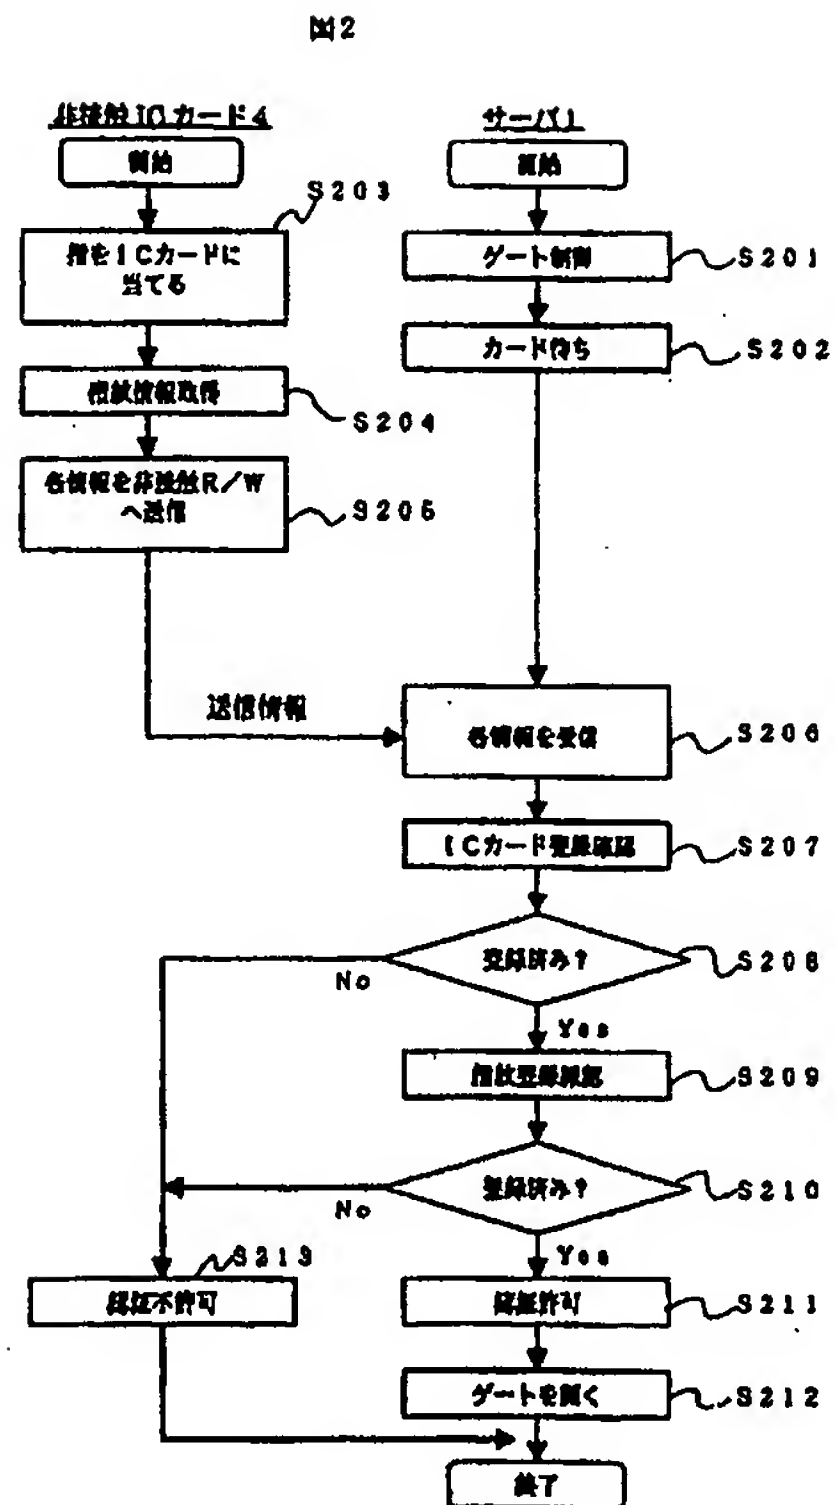 図2
非接触ICカード4
サーバ1
開始
開始
S203
指をICカードに
当てる
ゲート制御
S201
カード待ち
S202
指紋情報取得
S204
各情報を非接触R/W
へ送信
S205
送信情報
各情報を受信
S206
ICカード登録確認
S207
登録済み?
S208
No
Yes
指紋登録確認
S209
登録済み?
S210
No
Yes
S213
認証不許可
認証許可
S211
ゲートを開く
S212
終了